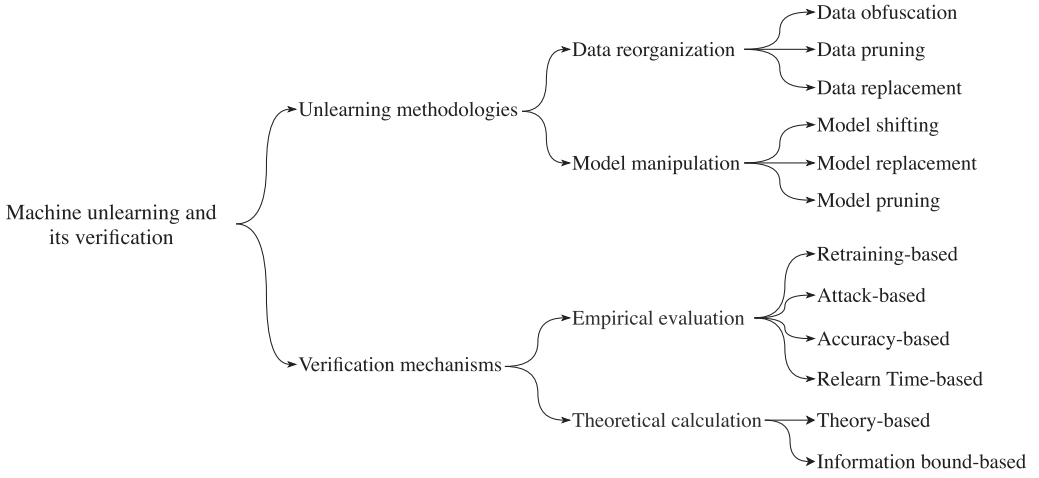 Machine unlearning and
its verification
Unlearning methodologies
Data reorganization
Data obfuscation
Data pruning
Data replacement
Model manipulation
Model shifting
Model replacement
Model pruning
Verification mechanisms
Empirical evaluation
Retraining-based
Attack-based
Accuracy-based
Relearn Time-based
Theoretical calculation
Theory-based
Information bound-based